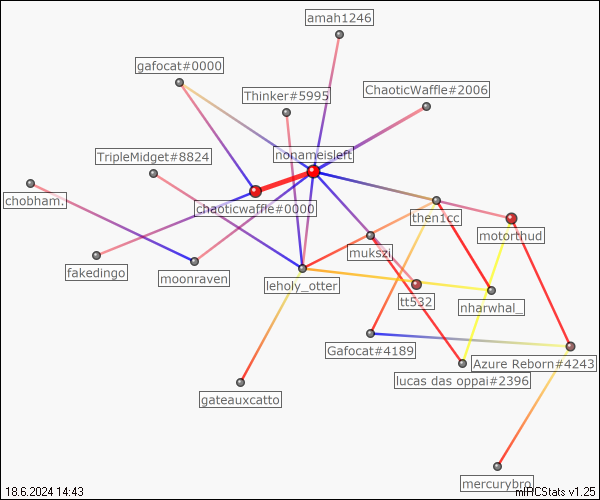 amah1246
gafocat#0000
Thinker#5995
ChaoticWaffle#2006
nonameisleft
TripleMidget#8824
chobham.
chaoticwaffle#0000
then1cc
motorthud
mukszi
fakedingo
moonraven
leholy_otter
tt532
nharwhal_
Gafocat#4189
Azure Reborn#4243
lucas das oppai#2396
gateauxcatto
mercurybro
18.6.2024 14:43
mIRCStats v1.25